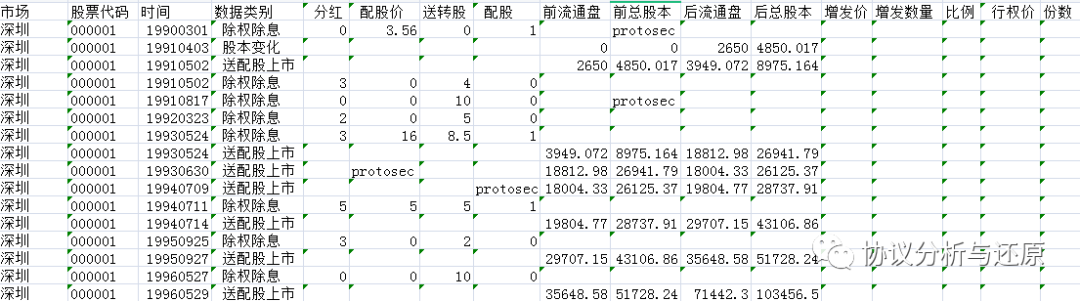 市场 股票代码 时间 数据类别 分红 配股价 送转股 配股 前流通盘 前总股本 后流通盘 后总股本 增发价 增发数量 比例 行权价 份数
深圳 000001 19900301 除权除息 0 3.56 0 1 protosec
深圳 000001 19910403 股本变化 0 0 2650 4850.017
深圳 000001 19910502 送配股上市 2650 4850.017 3949.072 8975.164
深圳 000001 19910502 除权除息 3 0 4 0
深圳 000001 19910817 除权除息 0 0 10 0 protosec
深圳 000001 19920323 除权除息 2 0 5 0
深圳 000001 19930524 除权除息 3 16 8.5 1
深圳 000001 19930524 送配股上市 3949.072 8975.164 18812.98 26941.79
深圳 000001 19930630 送配股上市 protosec 18812.98 26941.79 18004.33 26125.37
深圳 000001 19940709 送配股上市 protosec 18004.33 26125.37 19804.77 28737.91
深圳 000001 19940711 除权除息 5 5 5 1
深圳 000001 19940714 送配股上市 19804.77 28737.91 29707.15 43106.86
深圳 000001 19950925 除权除息 3 0 2 0
深圳 000001 19950927 送配股上市 29707.15 43106.86 35648.58 51728.24
深圳 000001 19960527 除权除息 0 0 10 0
深圳 000001 19960529 送配股上市 35648.58 51728.24 71442.3 103456.5
协议分析与还原